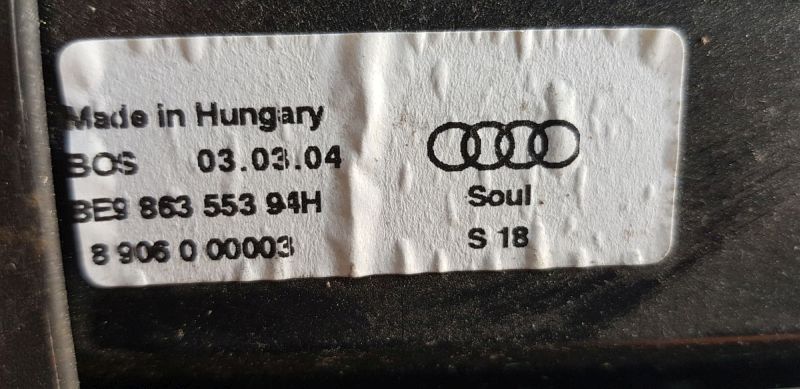 Made in Hungary
BOS 03.03.04
8E9 863 553 94H
8 906 0 00003
Soul
S 18